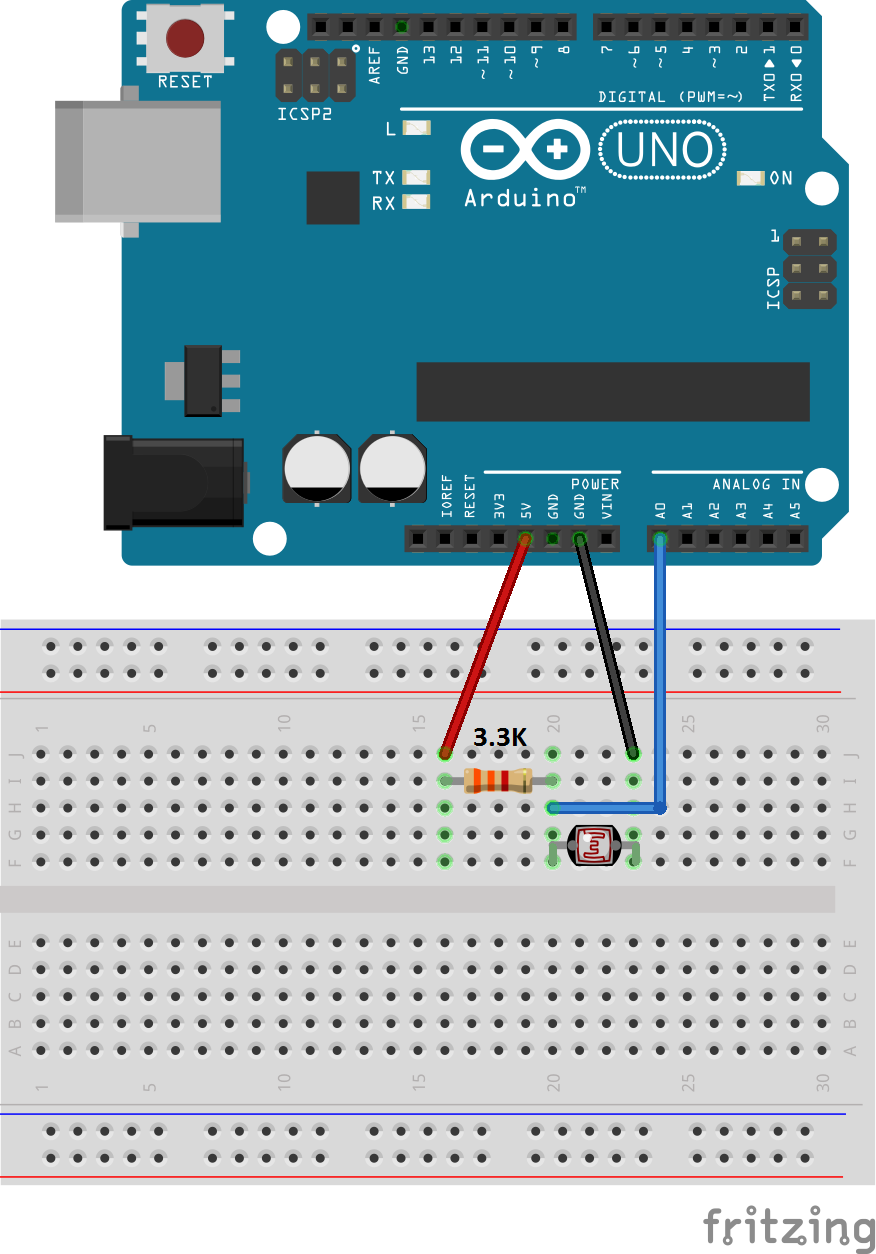 RESET
ICSP2
AREF
GND
13
12
~11
~10
~9
8
7
~6
~5
4
~3
2
TX0▶1
RX0◀0
DIGITAL (PWM=~)
L
TX
RX
Arduino™
UNO
ON
1
ICSP
IOREF
RESET
3V3
5V
GND
GND
VIN
POWER
A0
A1
A2
A3
A4
A5
ANALOG IN
1 5 10 15 20 25 30
3.3K
J J
I I
H H
G G
F F
E E
D D
C C
B B
A A
1 5 10 15 20 25 30
fritzing